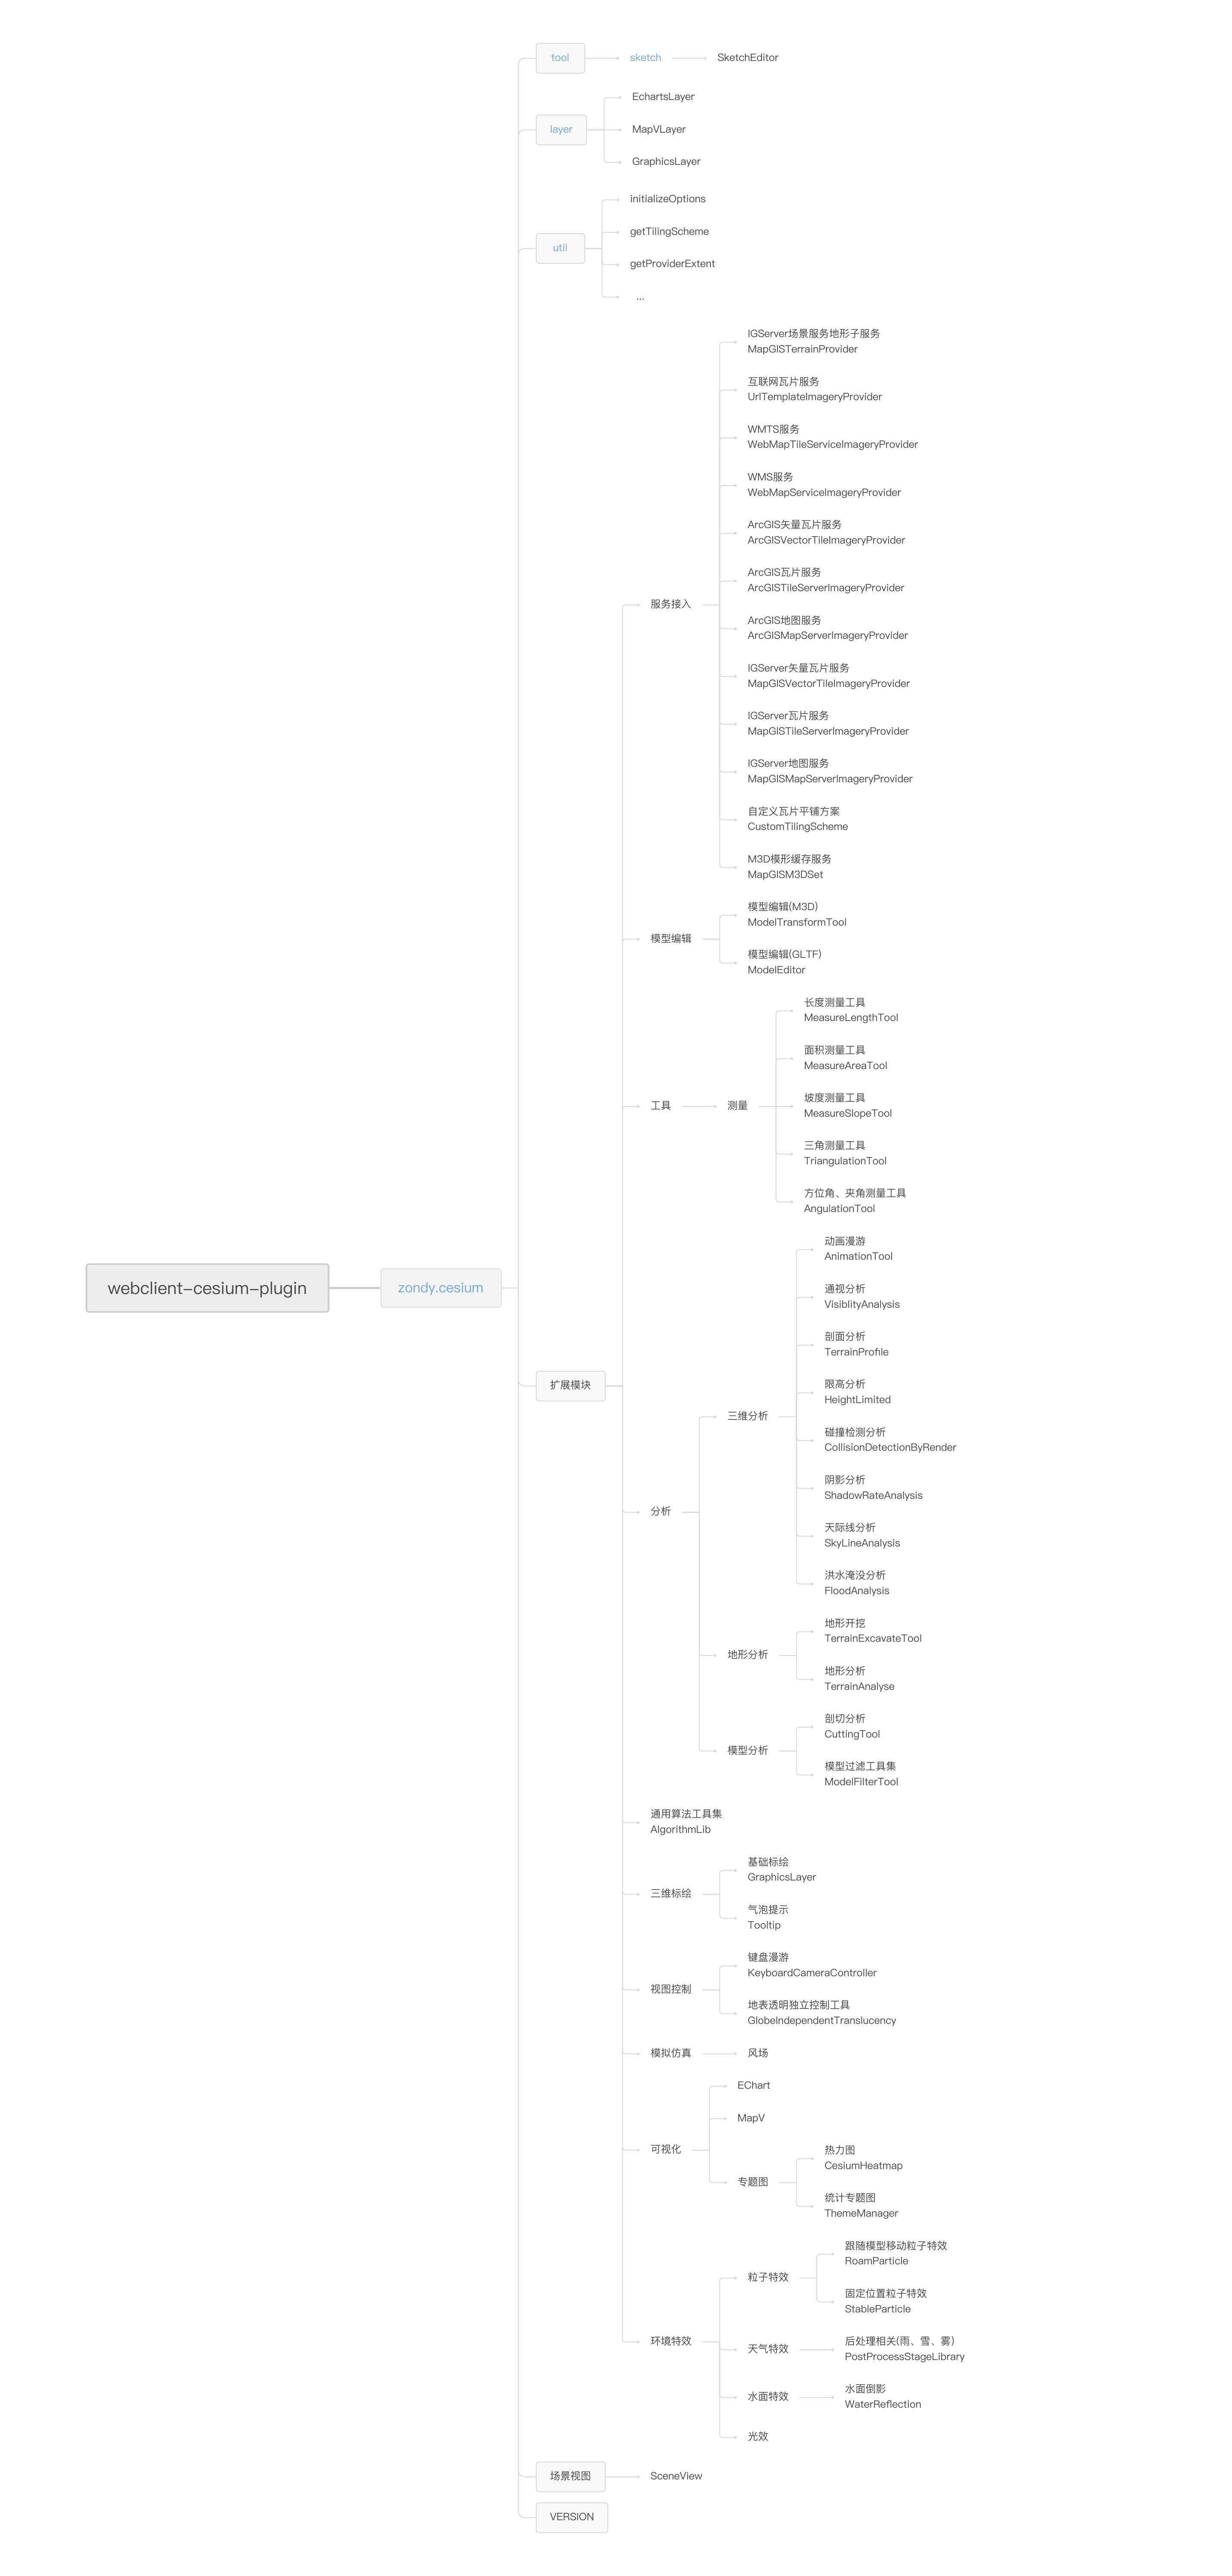 tool
sketch
SketchEditor
layer
EchartsLayer
MapVLayer
GraphicsLayer
util
initializeOptions
getTilingScheme
getProviderExtent
...
webclient-cesium-plugin
zondy.cesium
扩展模块
服务接入
IGServer场景服务地形子服务
MapGISTerrainProvider
互联网瓦片服务
UrlTemplateImageryProvider
WMTS服务
WebMapTileServiceImageryProvider
WMS服务
WebMapServiceImageryProvider
ArcGIS矢量瓦片服务
ArcGISVectorTileImageryProvider
ArcGIS瓦片服务
ArcGISTileServerImageryProvider
ArcGIS地图服务
ArcGISMapServerImageryProvider
IGServer矢量瓦片服务
MapGISVectorTileImageryProvider
IGServer瓦片服务
MapGISTileServerImageryProvider
IGServer地图服务
MapGISMapServerImageryProvider
自定义瓦片平铺方案
CustomTilingScheme
M3D模形缓存服务
MapGISM3DSet
模型编辑
模型编辑(M3D)
ModelTransformTool
模型编辑(GLTF)
ModelEditor
工具
测量
长度测量工具
MeasureLengthTool
面积测量工具
MeasureAreaTool
坡度测量工具
MeasureSlopeTool
三角测量工具
TriangulationTool
方位角、夹角测量工具
AngulationTool
分析
三维分析
动画漫游
AnimationTool
通视分析
VisiblityAnalysis
剖面分析
TerrainProfile
限高分析
HeightLimited
碰撞检测分析
CollisionDetectionByRender
阴影分析
ShadowRateAnalysis
天际线分析
SkyLineAnalysis
洪水淹没分析
FloodAnalysis
地形分析
地形开挖
TerrainExcavateTool
地形分析
TerrainAnalyse
模型分析
剖切分析
CuttingTool
模型过滤工具集
ModelFilterTool
通用算法工具集
AlgorithmLib
三维标绘
基础标绘
GraphicsLayer
气泡提示
Tooltip
视图控制
键盘漫游
KeyboardCameraController
地表透明独立控制工具
GlobeIndependentTranslucency
模拟仿真
风场
可视化
EChart
MapV
专题图
热力图
CesiumHeatmap
统计专题图
ThemeManager
环境特效
粒子特效
跟随模型移动粒子特效
RoamParticle
固定位置粒子特效
StableParticle
天气特效
后处理相关(雨、雪、雾)
PostProcessStageLibrary
水面特效
水面倒影
WaterReflection
光效
场景视图
SceneView
VERSION